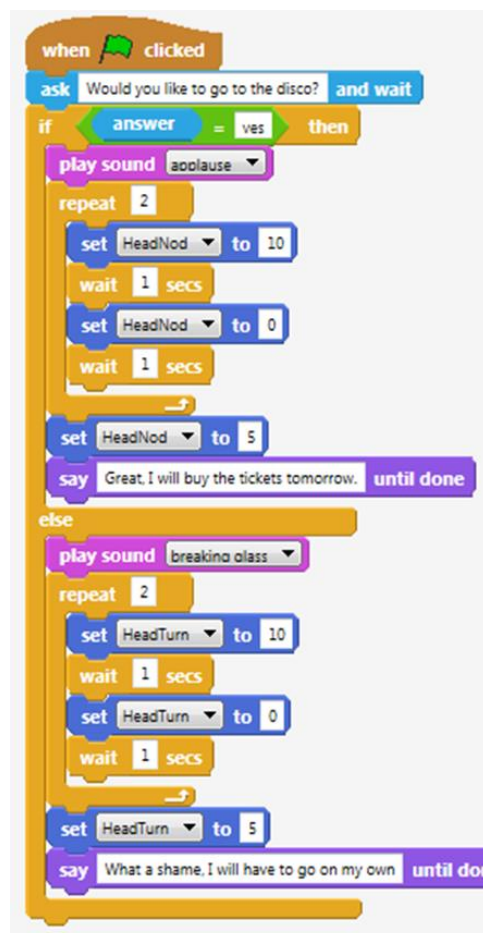 when clicked
ask Would you like to go to the disco? and wait
if answer = yes then
play sound applause
repeat 2
set HeadNod to 10
wait 1 secs
set HeadNod to 0
wait 1 secs
set HeadNod to 5
say Great, I will buy the tickets tomorrow. until done
else
play sound breaking glass
repeat 2
set HeadTurn to 10
wait 1 secs
set HeadTurn to 0
wait 1 secs
set HeadTurn to 5
say What a shame, I will have to go on my own until do